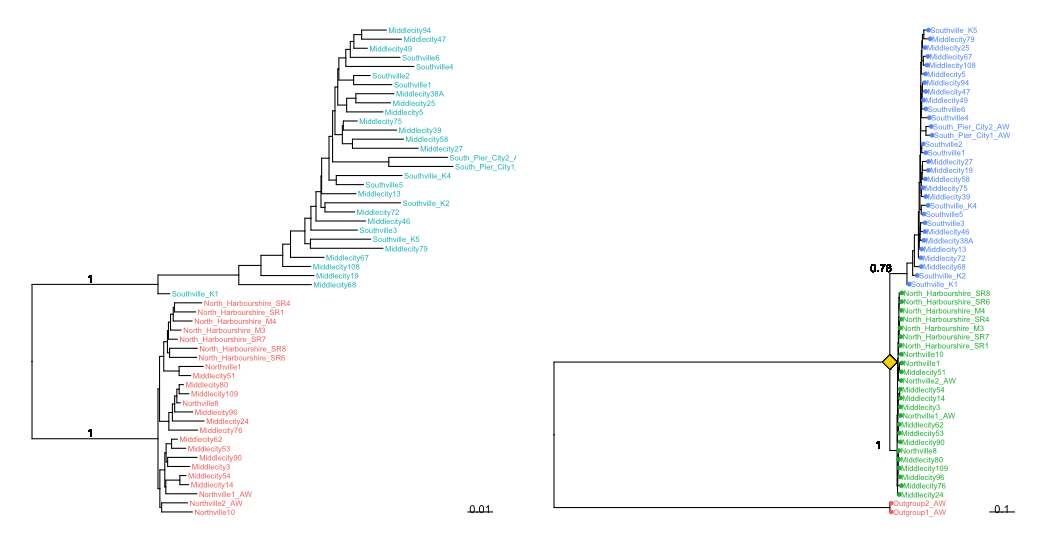 Middlecity94
Middlecity47
Middlecity49
Southville6
Southville4
Southville2
Southville1
Middlecity38A
Middlecity25
Middlecity5
Middlecity75
Middlecity39
Middlecity58
Middlecity27
South_Pier_City2_A
South_Pier_City1_
Southville_K4
Southville5
Middlecity13
Southville_K2
Middlecity72
Middlecity46
Southville3
Southville_K5
Middlecity79
Middlecity67
Middlecity108
Middlecity19
Middlecity68
1
Southville_K1
North_Harbourshire_SR4
North_Harbourshire_SR1
North_Harbourshire_M4
North_Harbourshire_M3
North_Harbourshire_SR7
North_Harbourshire_SR8
North_Harbourshire_SR6
Northville1
Middlecity51
Middlecity80
Middlecity109
Northville8
Middlecity96
Middlecity24
Middlecity76
1
Middlecity62
Middlecity53
Middlecity90
Middlecity3
Middlecity54
Middlecity14
Northville1_AW
Northville2_AW
Northville10
0.01
Southville_K5
Middlecity79
Middlecity25
Middlecity67
Middlecity108
Middlecity5
Middlecity94
Middlecity47
Middlecity49
Southville6
Southville4
South_Pier_City2_AW
South_Pier_City1_AW
Southville2
Southville1
Middlecity27
Middlecity19
Middlecity58
Middlecity75
Middlecity39
Southville_K4
Southville5
Southville3
Middlecity46
Middlecity38A
Middlecity13
Middlecity72
Middlecity68
0.76
Southville_K2
Southville_K1
North_Harbourshire_SR8
North_Harbourshire_SR6
North_Harbourshire_M4
North_Harbourshire_SR4
North_Harbourshire_M3
North_Harbourshire_SR7
North_Harbourshire_SR1
Northville10
Northville1
Middlecity51
Northville2_AW
Middlecity54
Middlecity14
Middlecity3
Northville1_AW
Middlecity62
Middlecity53
Middlecity90
1
Northville8
Middlecity80
Middlecity109
Middlecity96
Middlecity76
Middlecity24
Outgroup2_AW
Outgroup1_AW
0.1